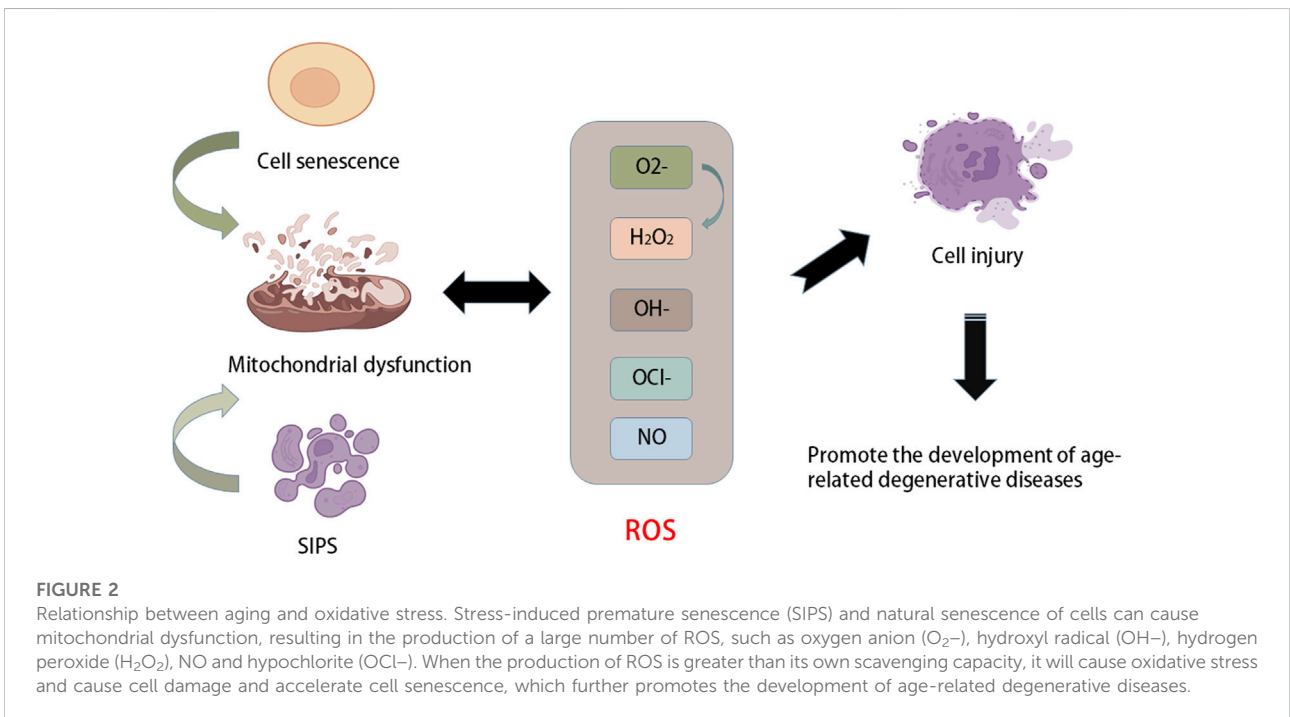 Cell senescence
Mitochondrial dysfunction
SIPS
O2-
H₂O₂
OH-
OCl-
NO
ROS
Cell injury
Promote the development of age-
related degenerative diseases
FIGURE 2
Relationship between aging and oxidative stress. Stress-induced premature senescence (SIPS) and natural senescence of cells can cause
mitochondrial dysfunction, resulting in the production of a large number of ROS, such as oxygen anion (O₂–), hydroxyl radical (OH–), hydrogen
peroxide (H₂O₂), NO and hypochlorite (OCl–). When the production of ROS is greater than its own scavenging capacity, it will cause oxidative stress
and cause cell damage and accelerate cell senescence, which further promotes the development of age-related degenerative diseases.